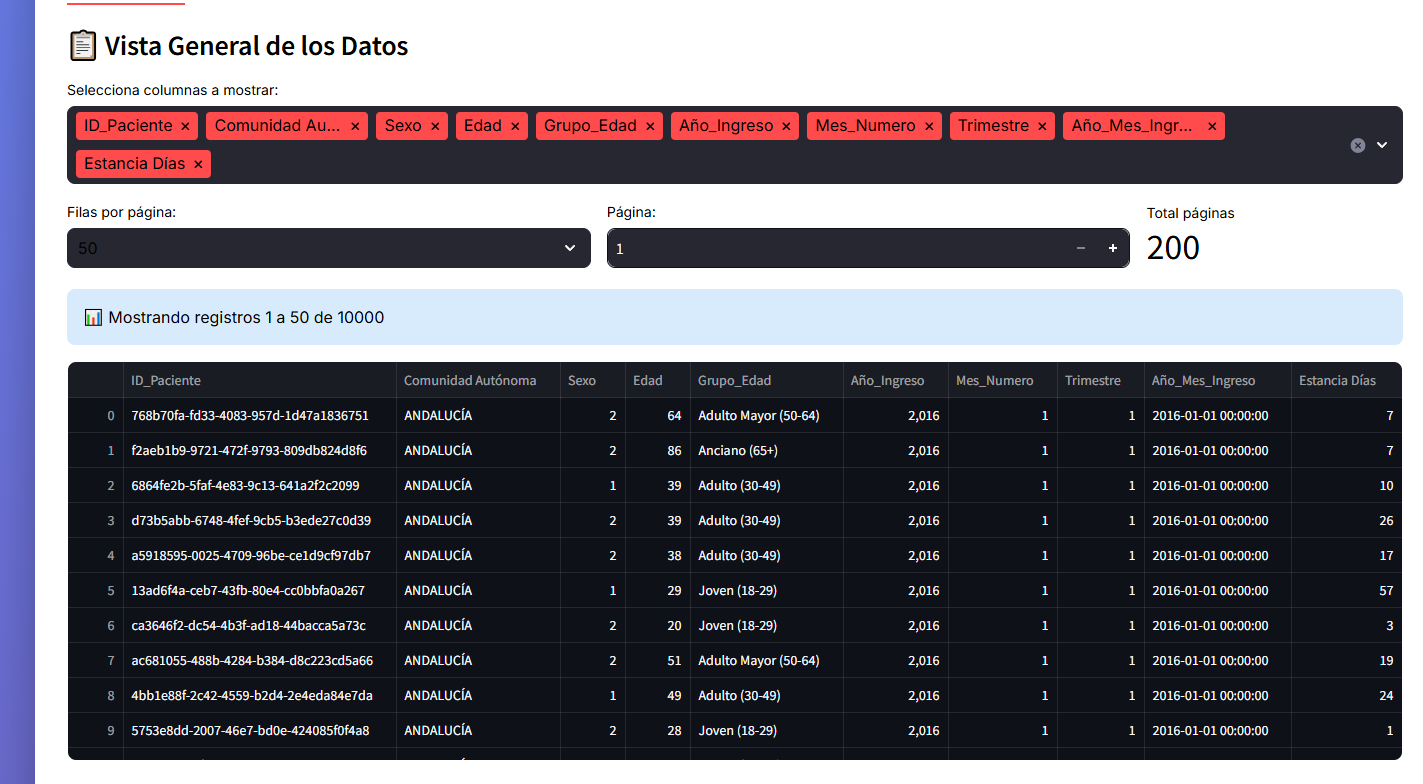 Vista General de los Datos
Selecciona columnas a mostrar:
ID_Paciente × Comunidad Au... × Sexo × Edad × Grupo_Edad × Año_Ingreso × Mes_Numero × Trimestre × Año_Mes_Ingr... ×
Estancia Días ×
Filas por página: Página: Total páginas
50 1 − + 200
Mostrando registros 1 a 50 de 10000
ID_Paciente Comunidad Autónoma Sexo Edad Grupo_Edad Año_Ingreso Mes_Numero Trimestre Año_Mes_Ingreso Estancia Días
0 768b70fa-fd33-4083-957d-1d47a1836751 ANDALUCÍA 2 64 Adulto Mayor (50-64) 2,016 1 1 2016-01-01 00:00:00 7
1 f2aeb1b9-9721-472f-9793-809db824d8f6 ANDALUCÍA 2 86 Anciano (65+) 2,016 1 1 2016-01-01 00:00:00 7
2 6864fe2b-5faf-4e83-9c13-641a2f2c2099 ANDALUCÍA 1 39 Adulto (30-49) 2,016 1 1 2016-01-01 00:00:00 10
3 d73b5abb-6748-4fef-9cb5-b3ede27c0d39 ANDALUCÍA 2 39 Adulto (30-49) 2,016 1 1 2016-01-01 00:00:00 26
4 a5918595-0025-4709-96be-ce1d9cf97db7 ANDALUCÍA 2 38 Adulto (30-49) 2,016 1 1 2016-01-01 00:00:00 17
5 13ad6f4a-ceb7-43fb-80e4-cc0bbfa0a267 ANDALUCÍA 1 29 Joven (18-29) 2,016 1 1 2016-01-01 00:00:00 57
6 ca3646f2-dc54-4b3f-ad18-44bacca5a73c ANDALUCÍA 2 20 Joven (18-29) 2,016 1 1 2016-01-01 00:00:00 3
7 ac681055-488b-4284-b384-d8c223cd5a66 ANDALUCÍA 2 51 Adulto Mayor (50-64) 2,016 1 1 2016-01-01 00:00:00 19
8 4bb1e88f-2c42-4559-b2d4-2e4eda84e7da ANDALUCÍA 1 49 Adulto (30-49) 2,016 1 1 2016-01-01 00:00:00 24
9 5753e8dd-2007-46e7-bd0e-424085f0f4a8 ANDALUCÍA 2 28 Joven (18-29) 2,016 1 1 2016-01-01 00:00:00 1